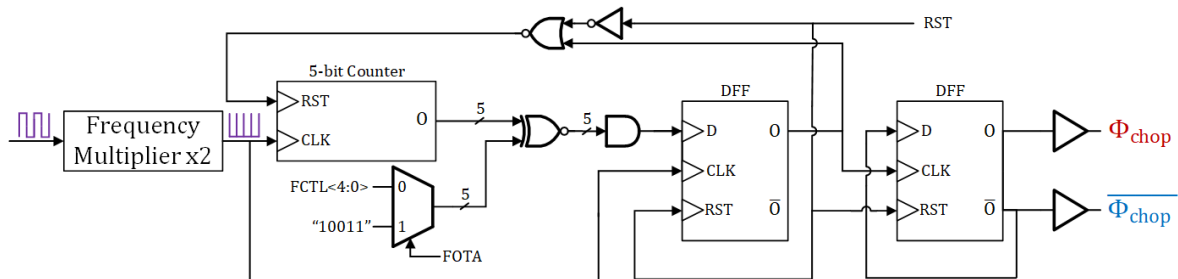 RST
5-bit Counter
DFF
DFF
Frequency
Multiplier x2
RST
O
CLK
5
5
D
O
CLK
O̅
RST
D
O
CLK
O̅
RST
Φchop
Φ̅c̅h̅o̅p̅
FCTL<4:0>
0
5
"10011"
1
FOTA